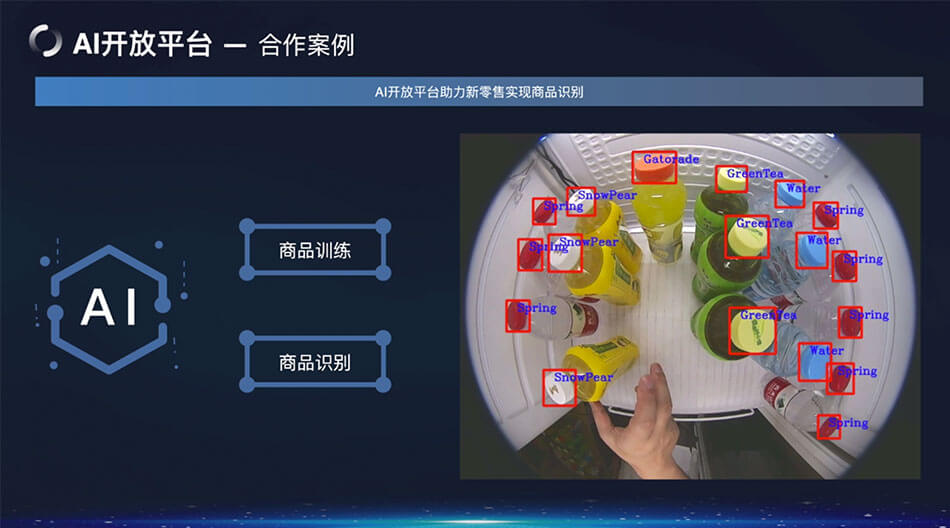 AI开放平台 — 合作案例
AI开放平台助力新零售实现商品识别
AI
商品训练
商品识别
Gatorade
GreenTea
SnowPear
Water
Spring
Spring
GreenTea
Spring
SnowPear
Water
Spring
Spring
GreenTea
Spring
Water
Spring
SnowPear
Spring